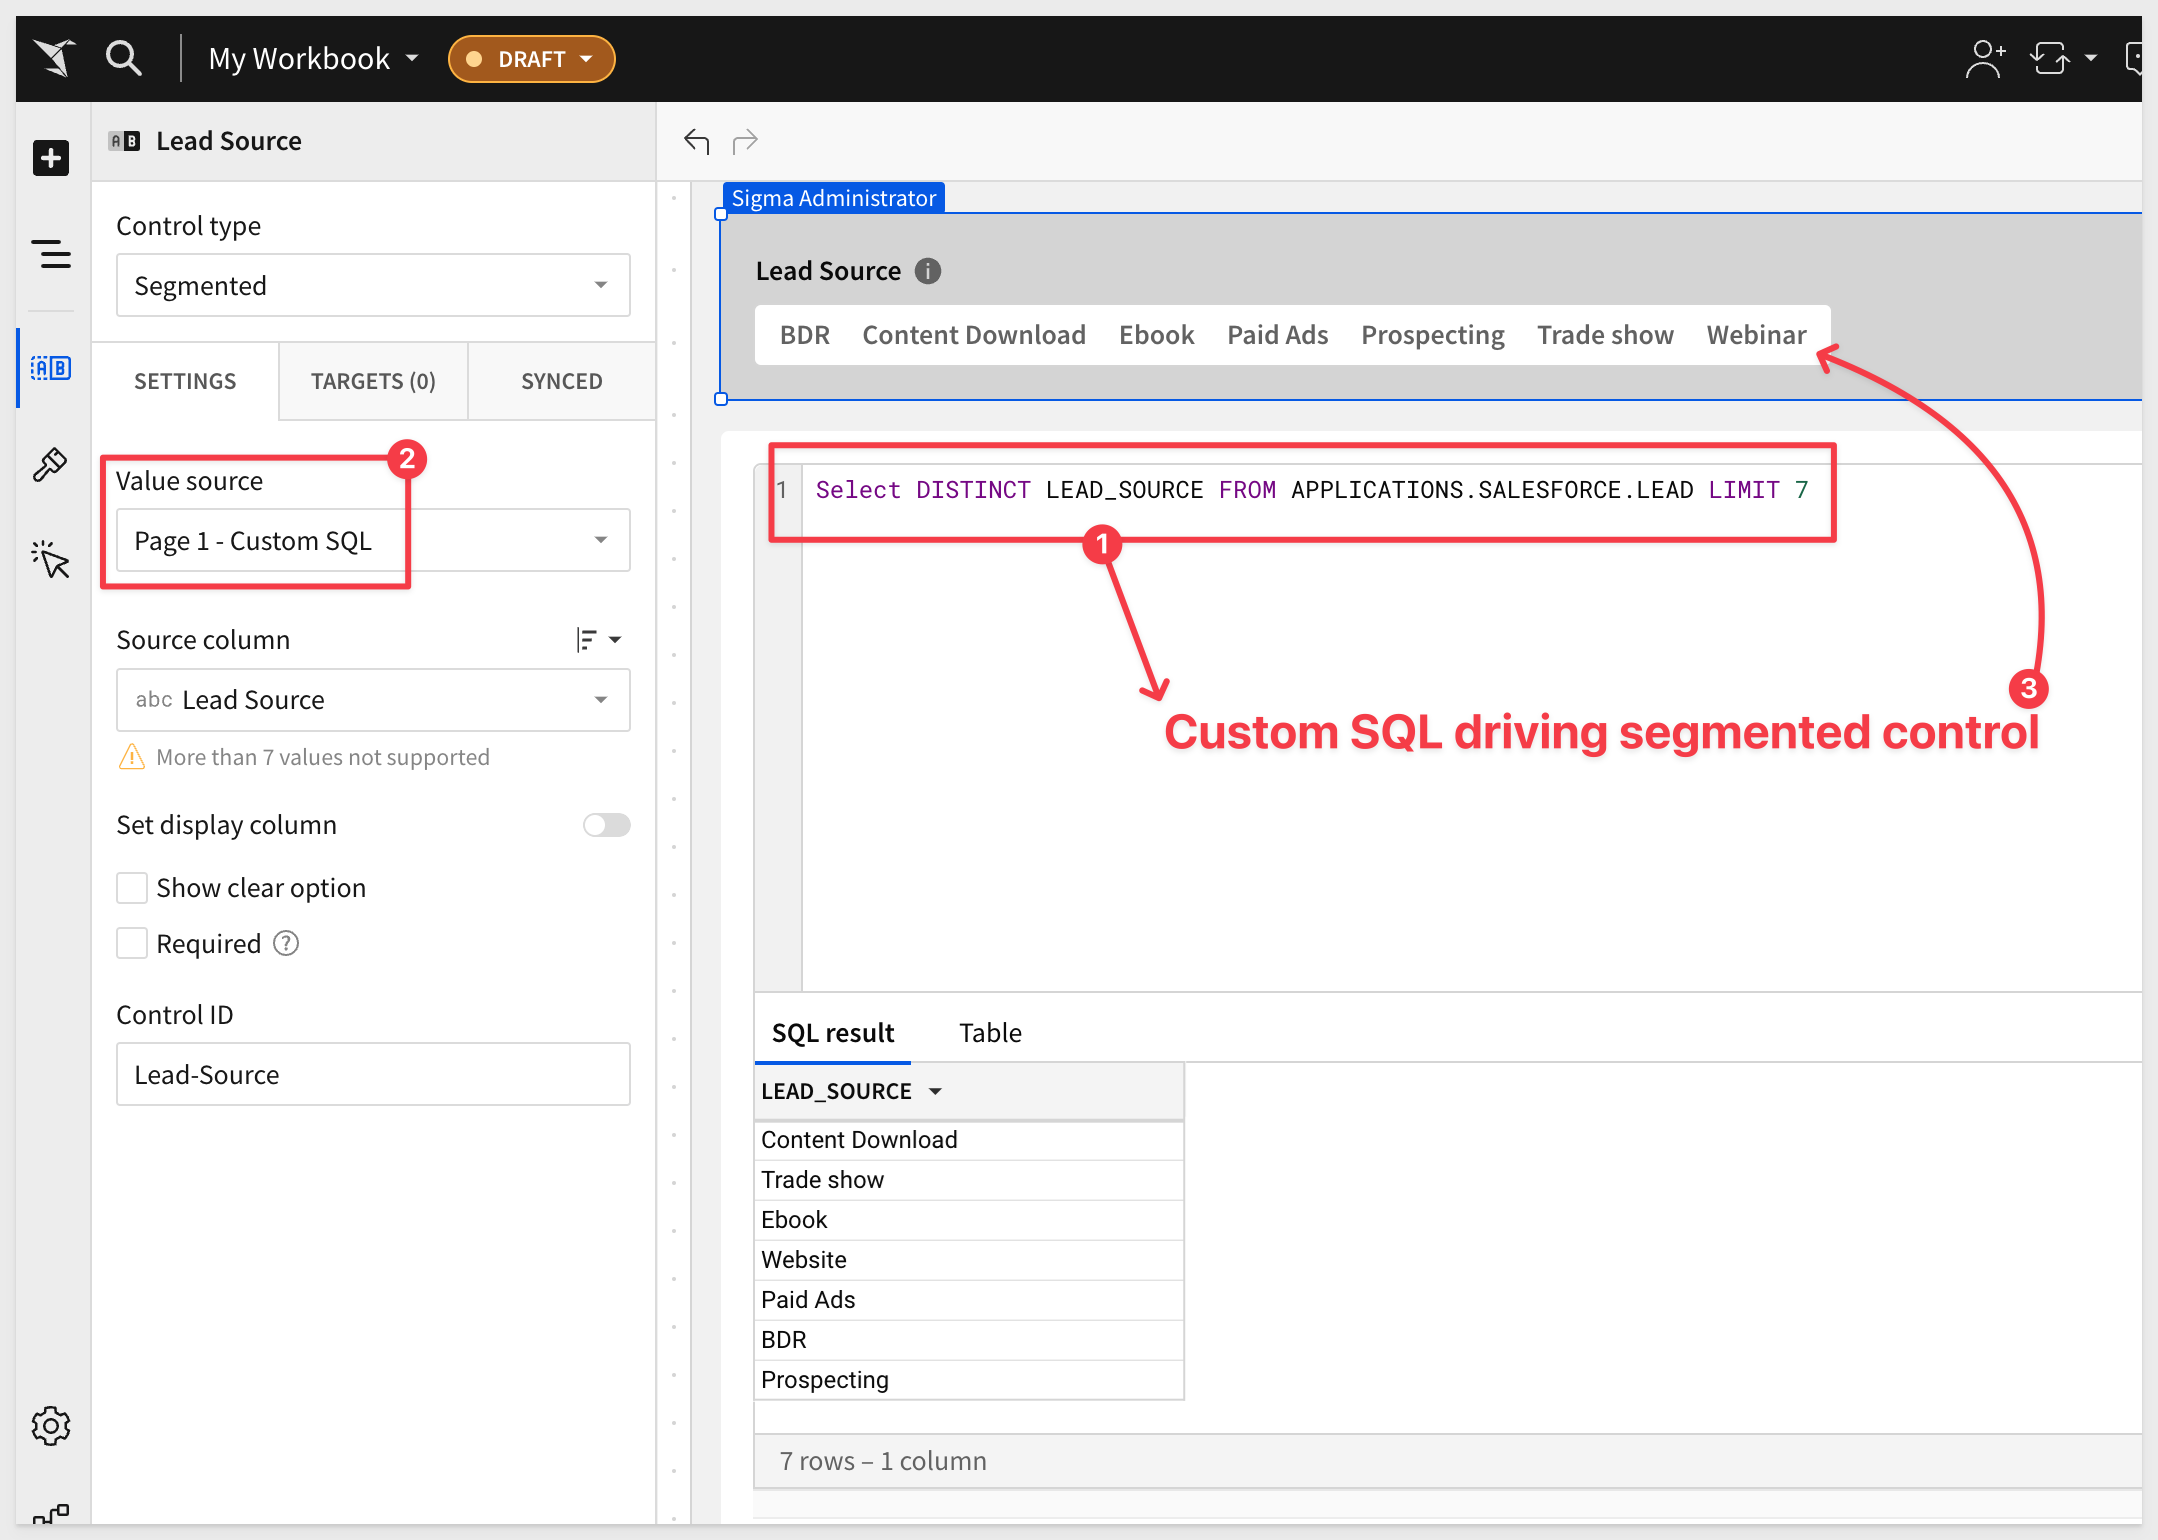 My Workbook
DRAFT
AB Lead Source
Control type
Segmented
SETTINGS
TARGETS (0)
SYNCED
2
Value source
Page 1 - Custom SQL
Source column
abc Lead Source
More than 7 values not supported
Set display column
Show clear option
Required ?
Control ID
Lead-Source
AB
Sigma Administrator
Lead Source i
BDR Content Download Ebook Paid Ads Prospecting Trade show Webinar
1 Select DISTINCT LEAD_SOURCE FROM APPLICATIONS.SALESFORCE.LEAD LIMIT 7
1
3
Custom SQL driving segmented control
SQL result Table
LEAD_SOURCE
Content Download
Trade show
Ebook
Website
Paid Ads
BDR
Prospecting
7 rows – 1 column